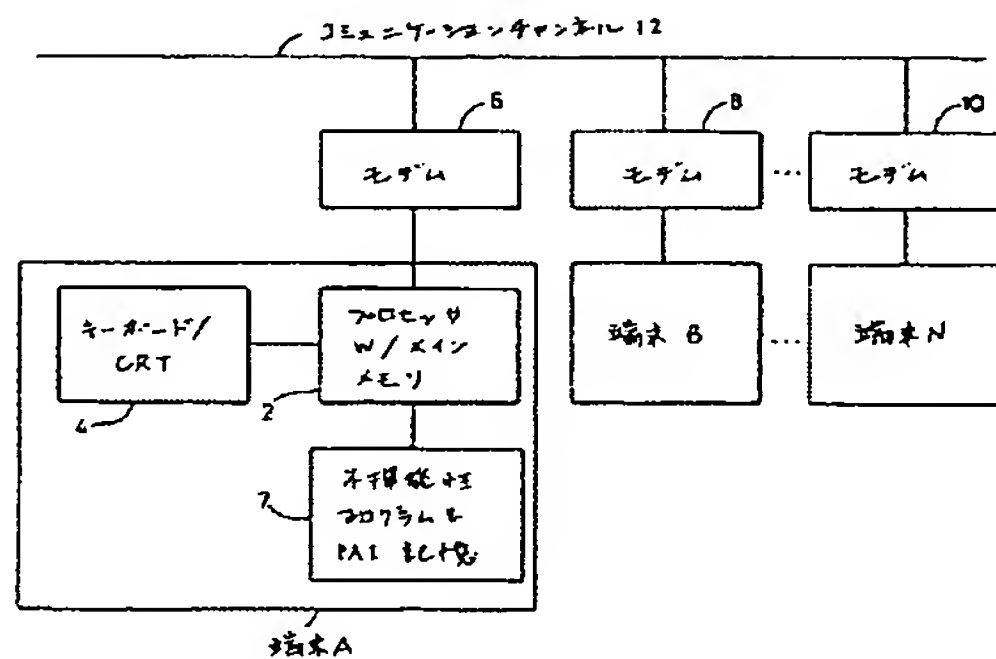 コミュニケーションチャンネル 12
6
8
10
モデム
モデム
モデム
...
キーボード/
CRT
プロセッサ
W/メイン
メモリ
4
2
端末 B
...
端末 N
不揮発性
プログラム &
PAI 記憶
7
端末 A